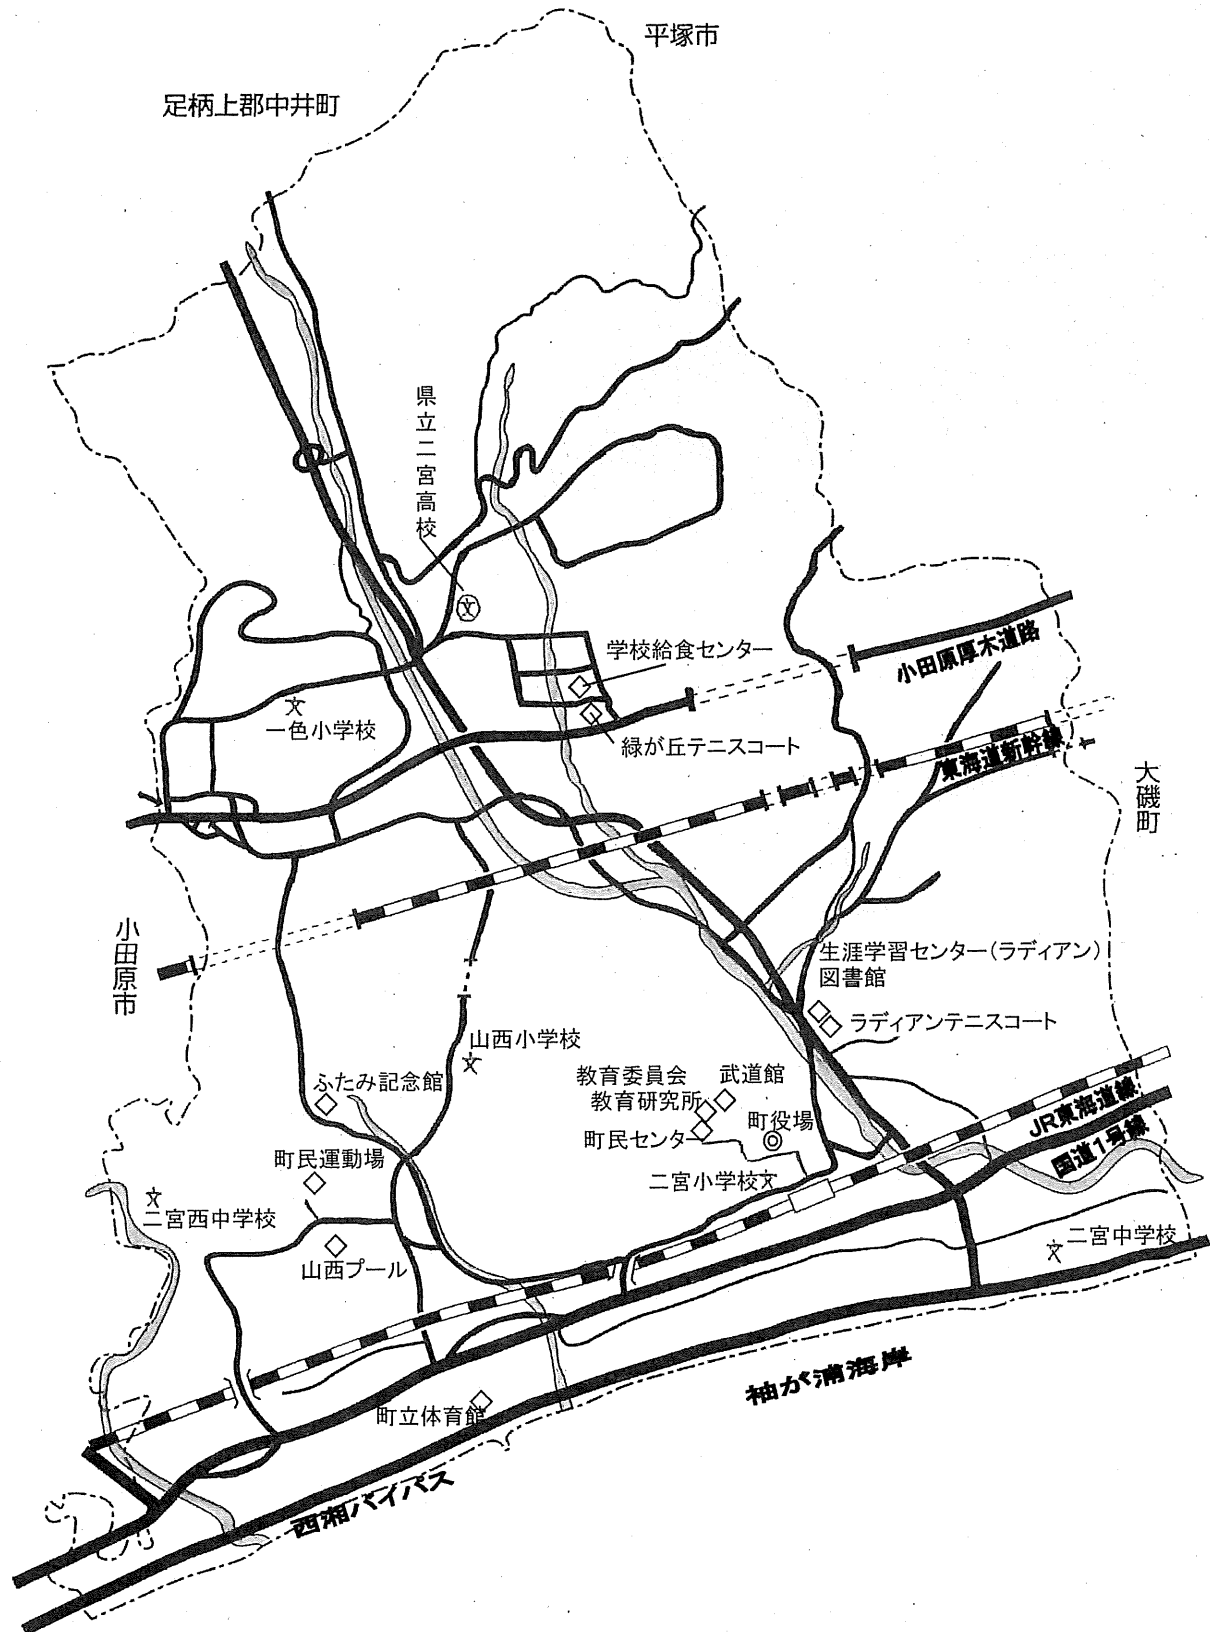 平塚市
足柄上郡中井町
県立二宮高校
小田原厚木道路
学校給食センター
一色小学校
緑が丘テニスコート
東海道新幹線
大磯町
小田原市
生涯学習センター(ラディアン)
図書館
ラディアンテニスコート
山西小学校
ふたみ記念館
教育委員会
武道館
教育研究所
町役場
町民センター
JR東海道線
国道1号線
町民運動場
二宮小学校
二宮西中学校
二宮中学校
山西プール
袖が浦海岸
町立体育館
西湘バイパス